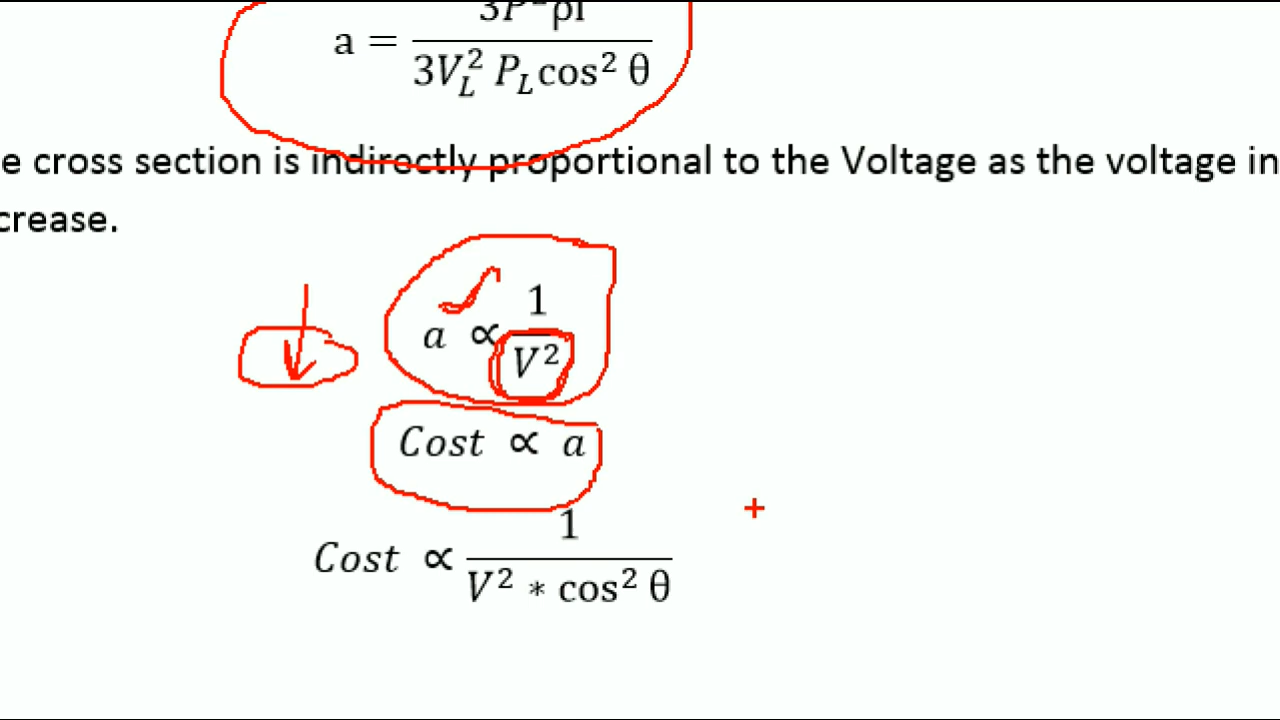 a = 3P²ρl / 3V_L² P_L cos² θ
e cross section is indirectly proportional to the Voltage as the voltage in
crease.
a ∝ 1 / V²
Cost ∝ a
Cost ∝ 1 / V² * cos² θ